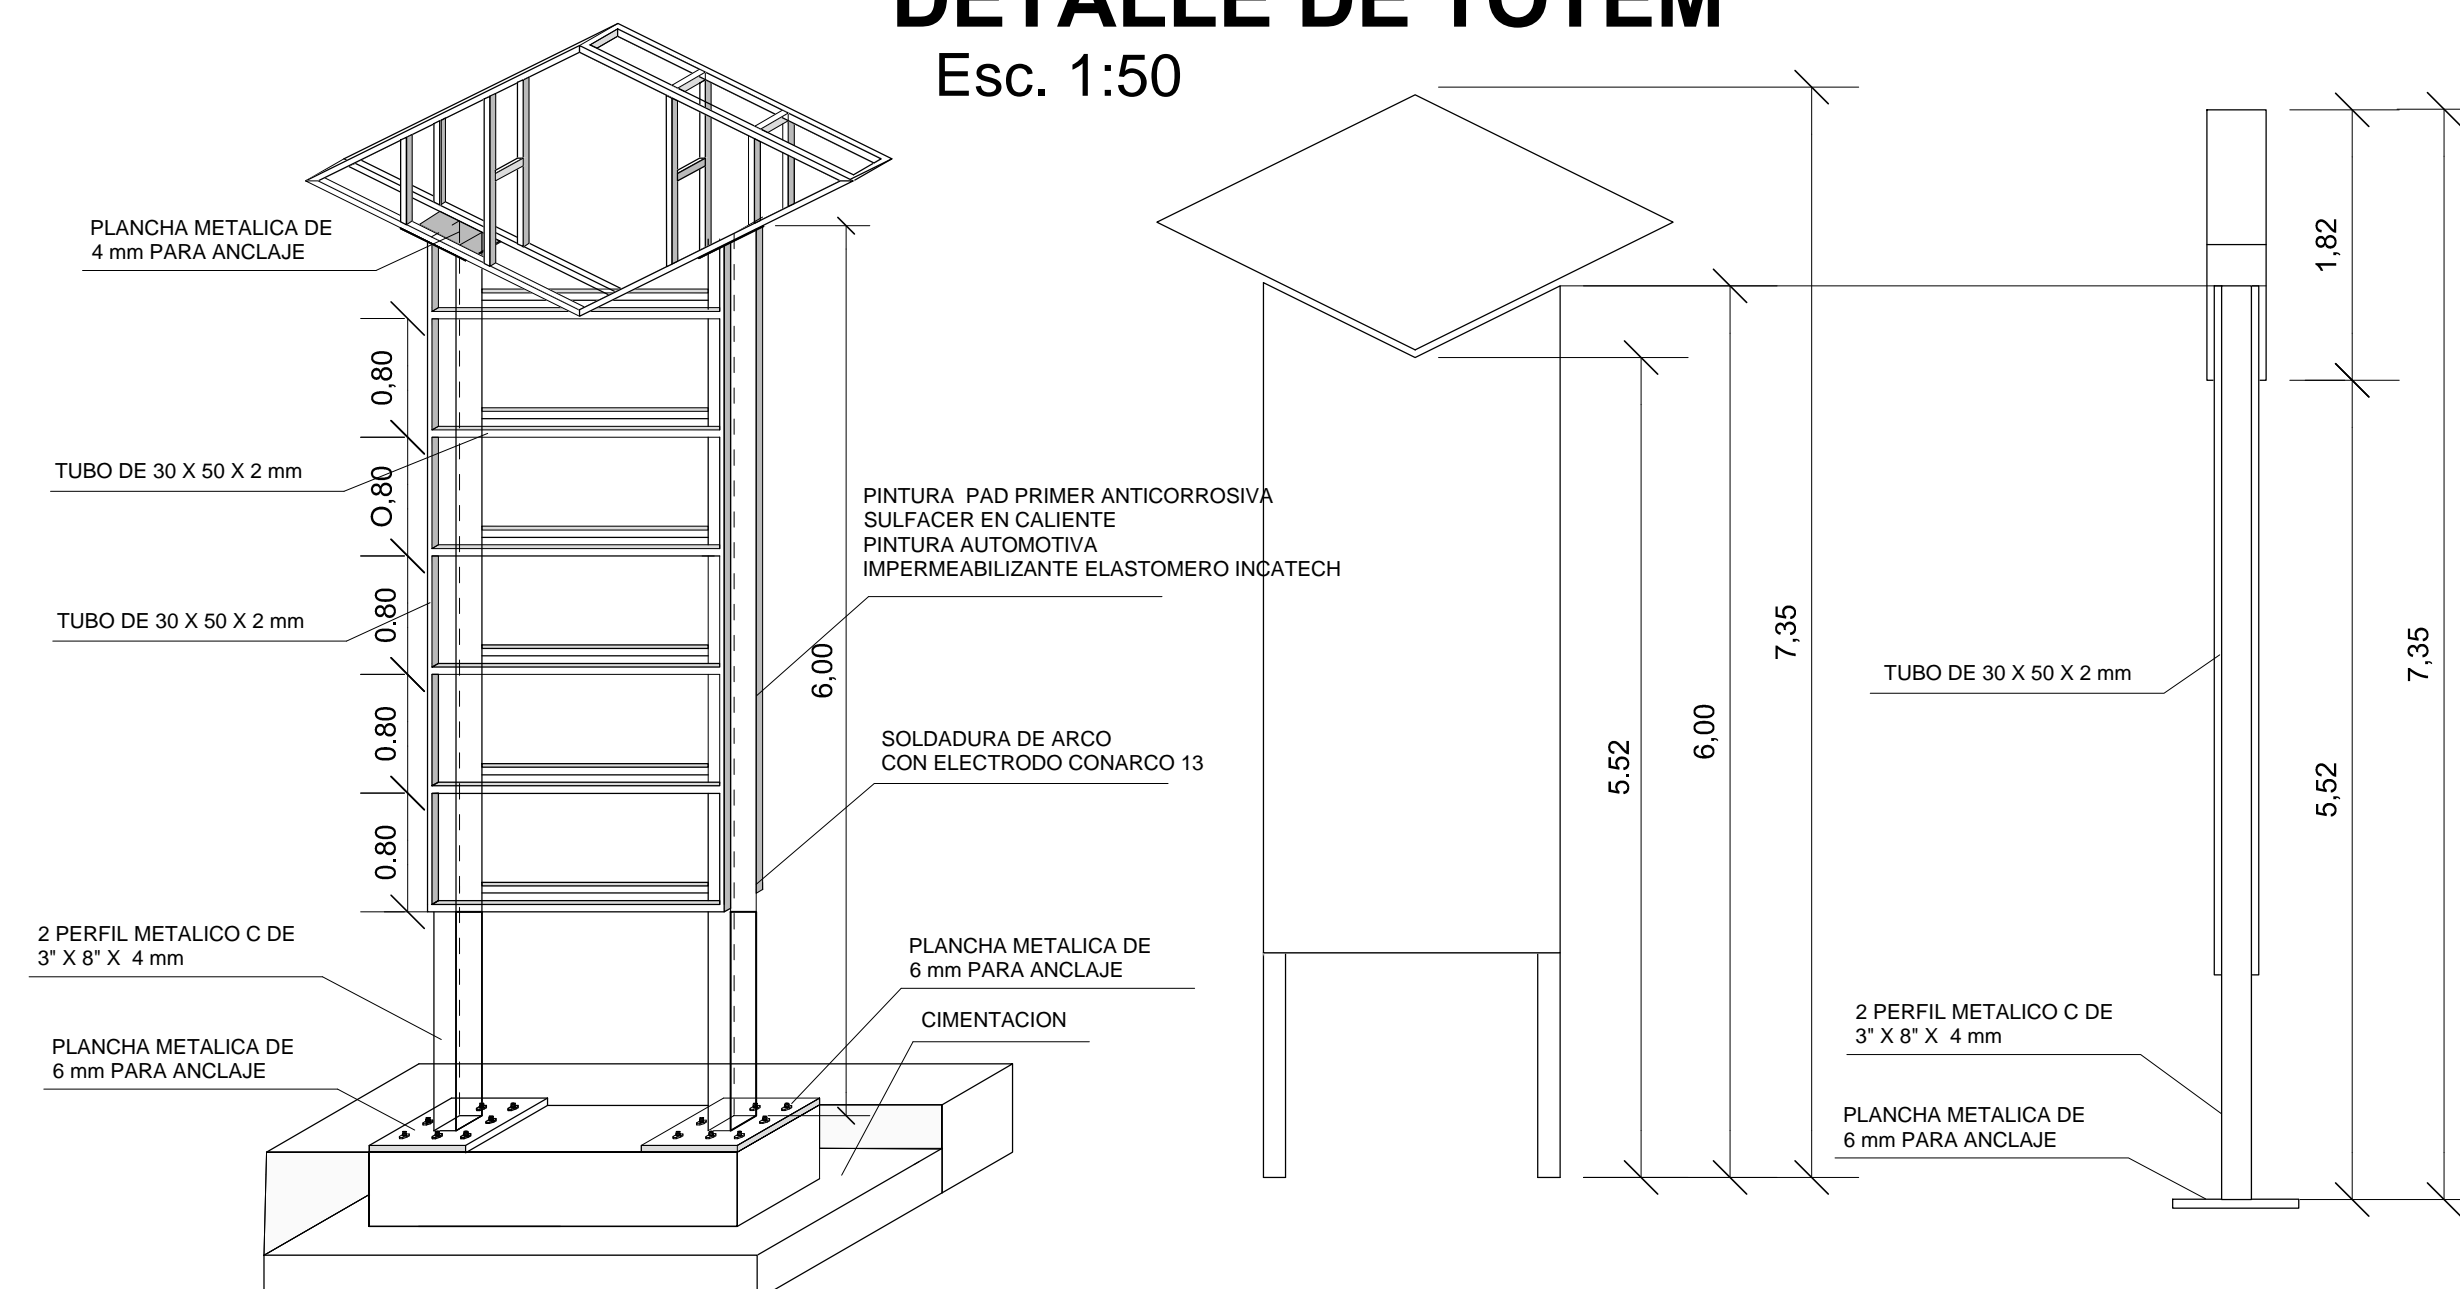 DETALLE DE TOTEM
Esc. 1:50
PLANCHA METALICA DE
4 mm PARA ANCLAJE
0,80
TUBO DE 30 X 50 X 2 mm
O,80
TUBO DE 30 X 50 X 2 mm
0.80
0.80
0.80
2 PERFIL METALICO C DE
3" X 8" X 4 mm
PLANCHA METALICA DE
6 mm PARA ANCLAJE
6,00
PINTURA PAD PRIMER ANTICORROSIVA
SULFACER EN CALIENTE
PINTURA AUTOMOTIVA
IMPERMEABILIZANTE ELASTOMERO INCATECH
SOLDADURA DE ARCO
CON ELECTRODO CONARCO 13
PLANCHA METALICA DE
6 mm PARA ANCLAJE
CIMENTACION
5.52
6,00
7,35
TUBO DE 30 X 50 X 2 mm
2 PERFIL METALICO C DE
3" X 8" X 4 mm
PLANCHA METALICA DE
6 mm PARA ANCLAJE
1,82
5,52
7,35